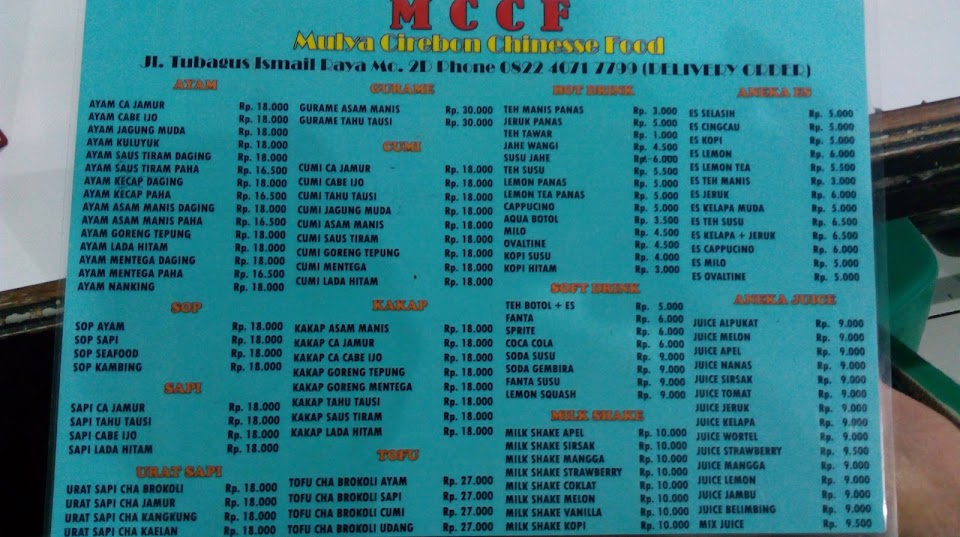 MCCF
Mulya Cirebon Chinesse Food
Jl. Tubagus Ismail Raya No. 2D Phone 0822 4071 7799 (DELIVERY ORDER)
AYAM
AYAM CA JAMUR Rp. 18.000
AYAM CABE IJO Rp. 18.000
AYAM JAGUNG MUDA Rp. 18.000
AYAM KULUYUK Rp. 18.000
AYAM SAUS TIRAM DAGING Rp. 18.000
AYAM SAUS TIRAM PAHA Rp. 16.500
AYAM KECAP DAGING Rp. 18.000
AYAM KECAP PAHA Rp. 16.500
AYAM ASAM MANIS DAGING Rp. 18.000
AYAM ASAM MANIS PAHA Rp. 16.500
AYAM GORENG TEPUNG Rp. 18.000
AYAM LADA HITAM Rp. 18.000
AYAM MENTEGA DAGING Rp. 18.000
AYAM MENTEGA PAHA Rp. 16.500
AYAM NANKING Rp. 18.000
SOP
SOP AYAM Rp. 18.000
SOP SAPI Rp. 18.000
SOP SEAFOOD Rp. 18.000
SOP KAMBING Rp. 18.000
SAPI
SAPI CA JAMUR Rp. 18.000
SAPI TAHU TAUSI Rp. 18.000
SAPI CABE IJO Rp. 18.000
SAPI LADA HITAM Rp. 18.000
URAT SAPI
URAT SAPI CHA BROKOLI Rp. 18.000
URAT SAPI CHA JAMUR Rp. 18.000
URAT SAPI CHA KANGKUNG Rp. 18.000
URAT SAPI CHA KAELAN Rp. 18.000
GURAME
GURAME ASAM MANIS Rp. 30.000
GURAME TAHU TAUSI Rp. 30.000
CUMI
CUMI CA JAMUR Rp. 18.000
CUMI CABE IJO Rp. 18.000
CUMI TAHU TAUSI Rp. 18.000
CUMI JAGUNG MUDA Rp. 18.000
CUMI ASAM MANIS Rp. 18.000
CUMI SAUS TIRAM Rp. 18.000
CUMI GORENG TEPUNG Rp. 18.000
CUMI MENTEGA Rp. 18.000
CUMI LADA HITAM Rp. 18.000
KAKAP
KAKAP ASAM MANIS Rp. 18.000
KAKAP CA JAMUR Rp. 18.000
KAKAP CA CABE IJO Rp. 18.000
KAKAP GORENG TEPUNG Rp. 18.000
KAKAP GORENG MENTEGA Rp. 18.000
KAKAP TAHU TAUSI Rp. 18.000
KAKAP SAUS TIRAM Rp. 18.000
KAKAP LADA HITAM Rp. 18.000
TOFU
TOFU CHA BROKOLI AYAM Rp. 27.000
TOFU CHA BROKOLI SAPI Rp. 27.000
TOFU CHA BROKOLI CUMI Rp. 27.000
TOFU CHA BROKOLI UDANG Rp. 27.000
HOT DRINK
TEH MANIS PANAS Rp. 3.000
JERUK PANAS Rp. 5.000
TEH TAWAR Rp. 1.000
JAHE WANGI Rp. 4.500
SUSU JAHE Rp. 6.000
TEH SUSU Rp. 5.500
LEMON PANAS Rp. 5.000
LEMON TEA PANAS Rp. 5.000
CAPPUCINO Rp. 5.000
AQUA BOTOL Rp. 3.500
MILO Rp. 4.500
OVALTINE Rp. 4.500
KOPI SUSU Rp. 4.000
KOPI HITAM Rp. 3.000
SOFT DRINK
TEH BOTOL + ES Rp. 5.000
FANTA Rp. 6.000
SPRITE Rp. 6.000
COCA COLA Rp. 6.000
SODA SUSU Rp. 9.000
SODA GEMBIRA Rp. 9.000
FANTA SUSU Rp. 9.000
LEMON SQUASH Rp. 9.000
MILK SHAKE
MILK SHAKE APEL Rp. 10.000
MILK SHAKE SIRSAK Rp. 10.000
MILK SHAKE MANGGA Rp. 10.000
MILK SHAKE STRAWBERRY Rp. 10.000
MILK SHAKE COKLAT Rp. 10.000
MILK SHAKE MELON Rp. 10.000
MILK SHAKE VANILLA Rp. 10.000
MILK SHAKE KOPI Rp. 10.000
ANEKA ES
ES SELASIH Rp. 5.000
ES CINGCAU Rp. 5.000
ES KOPI Rp. 5.000
ES LEMON Rp. 6.000
ES LEMON TEA Rp. 5.500
ES TEH MANIS Rp. 3.000
ES JERUK Rp. 6.000
ES KELAPA MUDA Rp. 5.000
ES TEH SUSU Rp. 6.500
ES KELAPA + JERUK Rp. 6.500
ES CAPPUCINO Rp. 6.000
ES MILO Rp. 5.000
ES OVALTINE Rp. 5.000
ANEKA JUICE
JUICE ALPUKAT Rp. 9.000
JUICE MELON Rp. 9.000
JUICE APEL Rp. 9.000
JUICE NANAS Rp. 9.000
JUICE SIRSAK Rp. 9.000
JUICE TOMAT Rp. 9.000
JUICE JERUK Rp. 9.000
JUICE KELAPA Rp. 9.000
JUICE WORTEL Rp. 9.000
JUICE STRAWBERRY Rp. 9.500
JUICE MANGGA Rp. 9.000
JUICE LEMON Rp. 9.000
JUICE JAMBU Rp. 9.000
JUICE BELIMBING Rp. 9.000
MIX JUICE Rp. 9.500